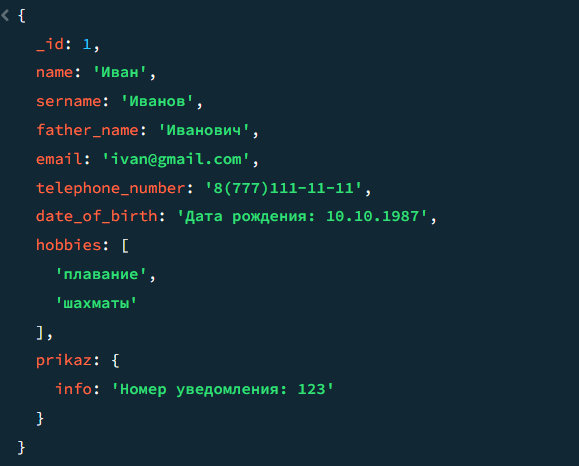 {
_id: 1,
name: 'Иван',
sername: 'Иванов',
father_name: 'Иванович',
email: 'ivan@gmail.com',
telephone_number: '8(777)111-11-11',
date_of_birth: 'Дата рождения: 10.10.1987',
hobbies: [
'плавание',
'шахматы'
],
prikaz: {
info: 'Номер уведомления: 123'
}
}